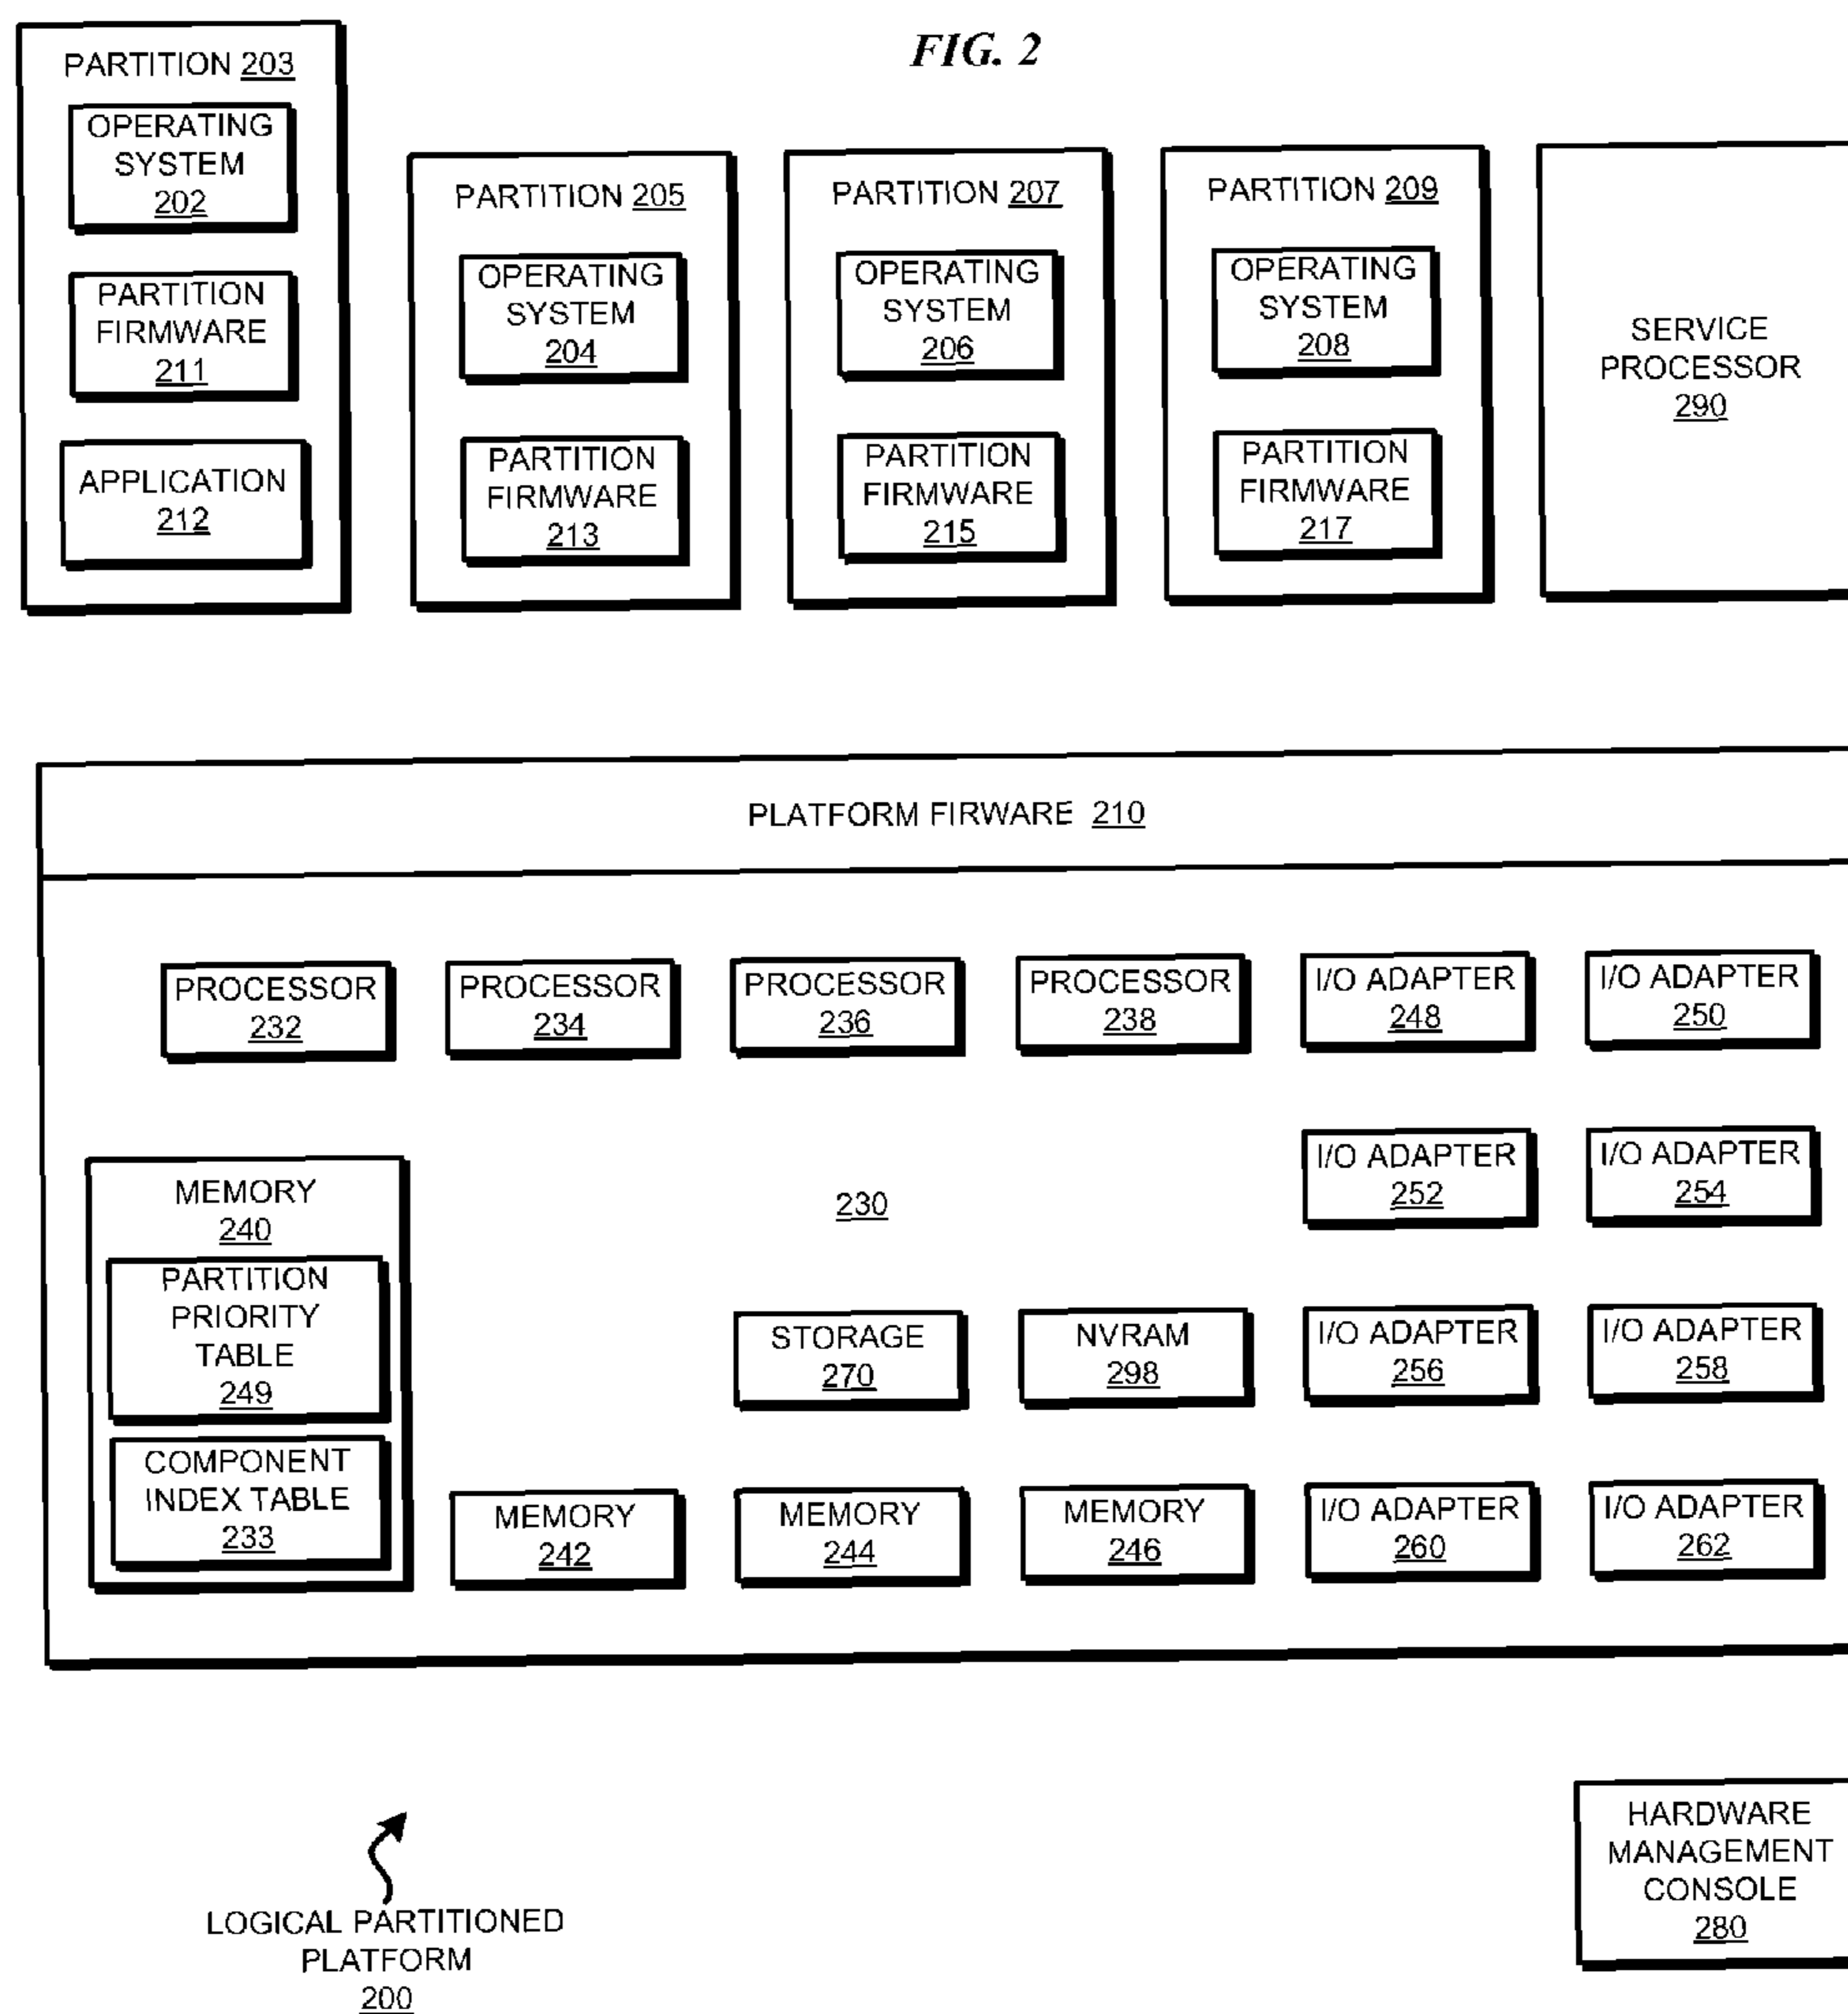 FIG. 2
PARTITION 203
OPERATING
SYSTEM
202
PARTITION
FIRMWARE
211
APPLICATION
212
PARTITION 205
OPERATING
SYSTEM
204
PARTITION
FIRMWARE
213
PARTITION 207
OPERATING
SYSTEM
206
PARTITION
FIRMWARE
215
PARTITION 209
OPERATING
SYSTEM
208
PARTITION
FIRMWARE
217
SERVICE
PROCESSOR
290
PLATFORM FIRWARE 210
PROCESSOR
232
PROCESSOR
234
PROCESSOR
236
PROCESSOR
238
I/O ADAPTER
248
I/O ADAPTER
250
MEMORY
240
PARTITION
PRIORITY
TABLE
249
COMPONENT
INDEX TABLE
233
230
I/O ADAPTER
252
I/O ADAPTER
254
STORAGE
270
NVRAM
298
I/O ADAPTER
256
I/O ADAPTER
258
MEMORY
242
MEMORY
244
MEMORY
246
I/O ADAPTER
260
I/O ADAPTER
262
LOGICAL PARTITIONED
PLATFORM
200
HARDWARE
MANAGEMENT
CONSOLE
280